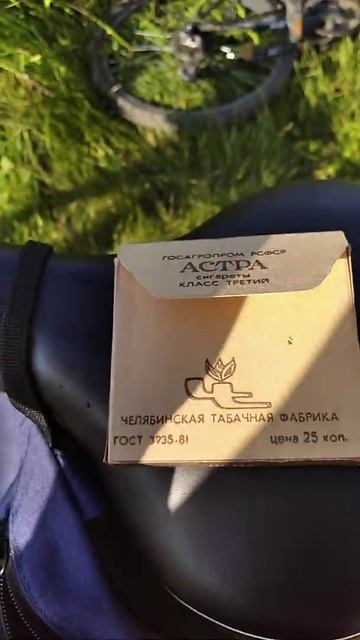 ГОСАГРОПРОМ РСФСР
АСТРА
сигареты
КЛАСС ТРЕТИЙ
ЧЕЛЯБИНСКАЯ ТАБАЧНАЯ ФАБРИКА
ГОСТ 3935-81 цена 25 коп.